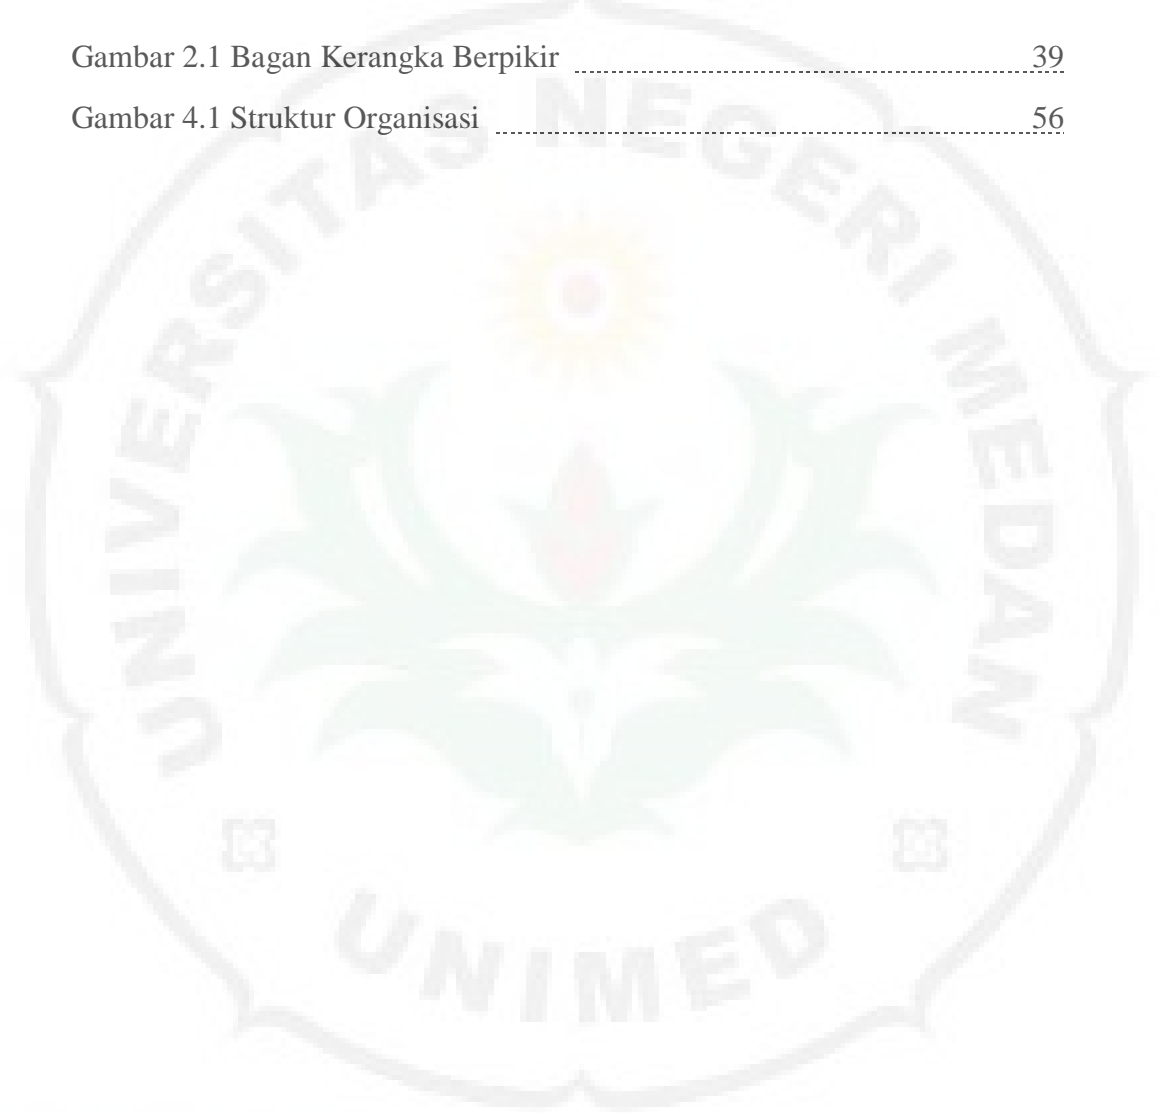 Gambar 2.1 Bagan Kerangka Berpikir 39
Gambar 4.1 Struktur Organisasi 56
UNIVERSITAS NEGERI MEDAN
UNIMED